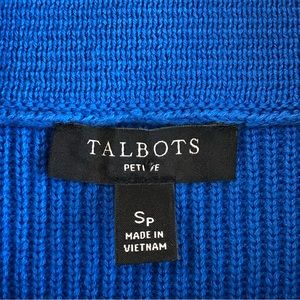 TALBOTS
PETITE
SP
MADE IN
VIETNAM